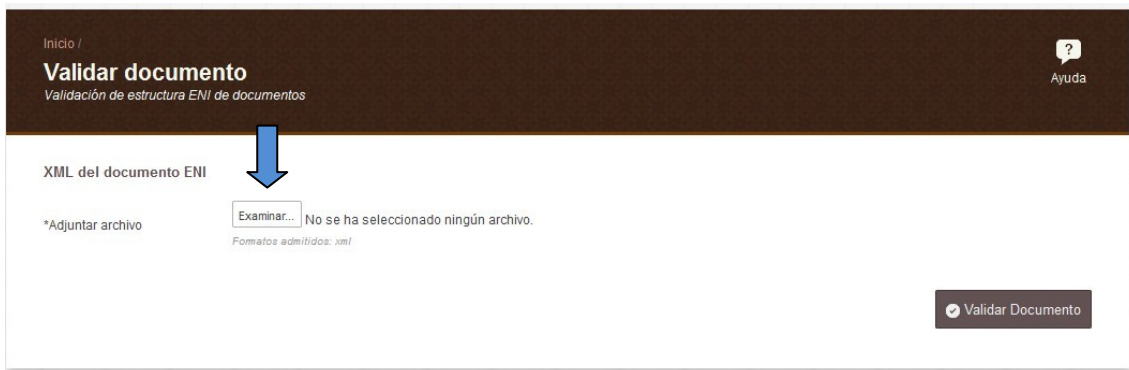 Inicio /
Validar documento
Validación de estructura ENI de documentos
?
Ayuda
XML del documento ENI
*Adjuntar archivo
Examinar... No se ha seleccionado ningún archivo.
Formatos admitidos: xml
Validar Documento